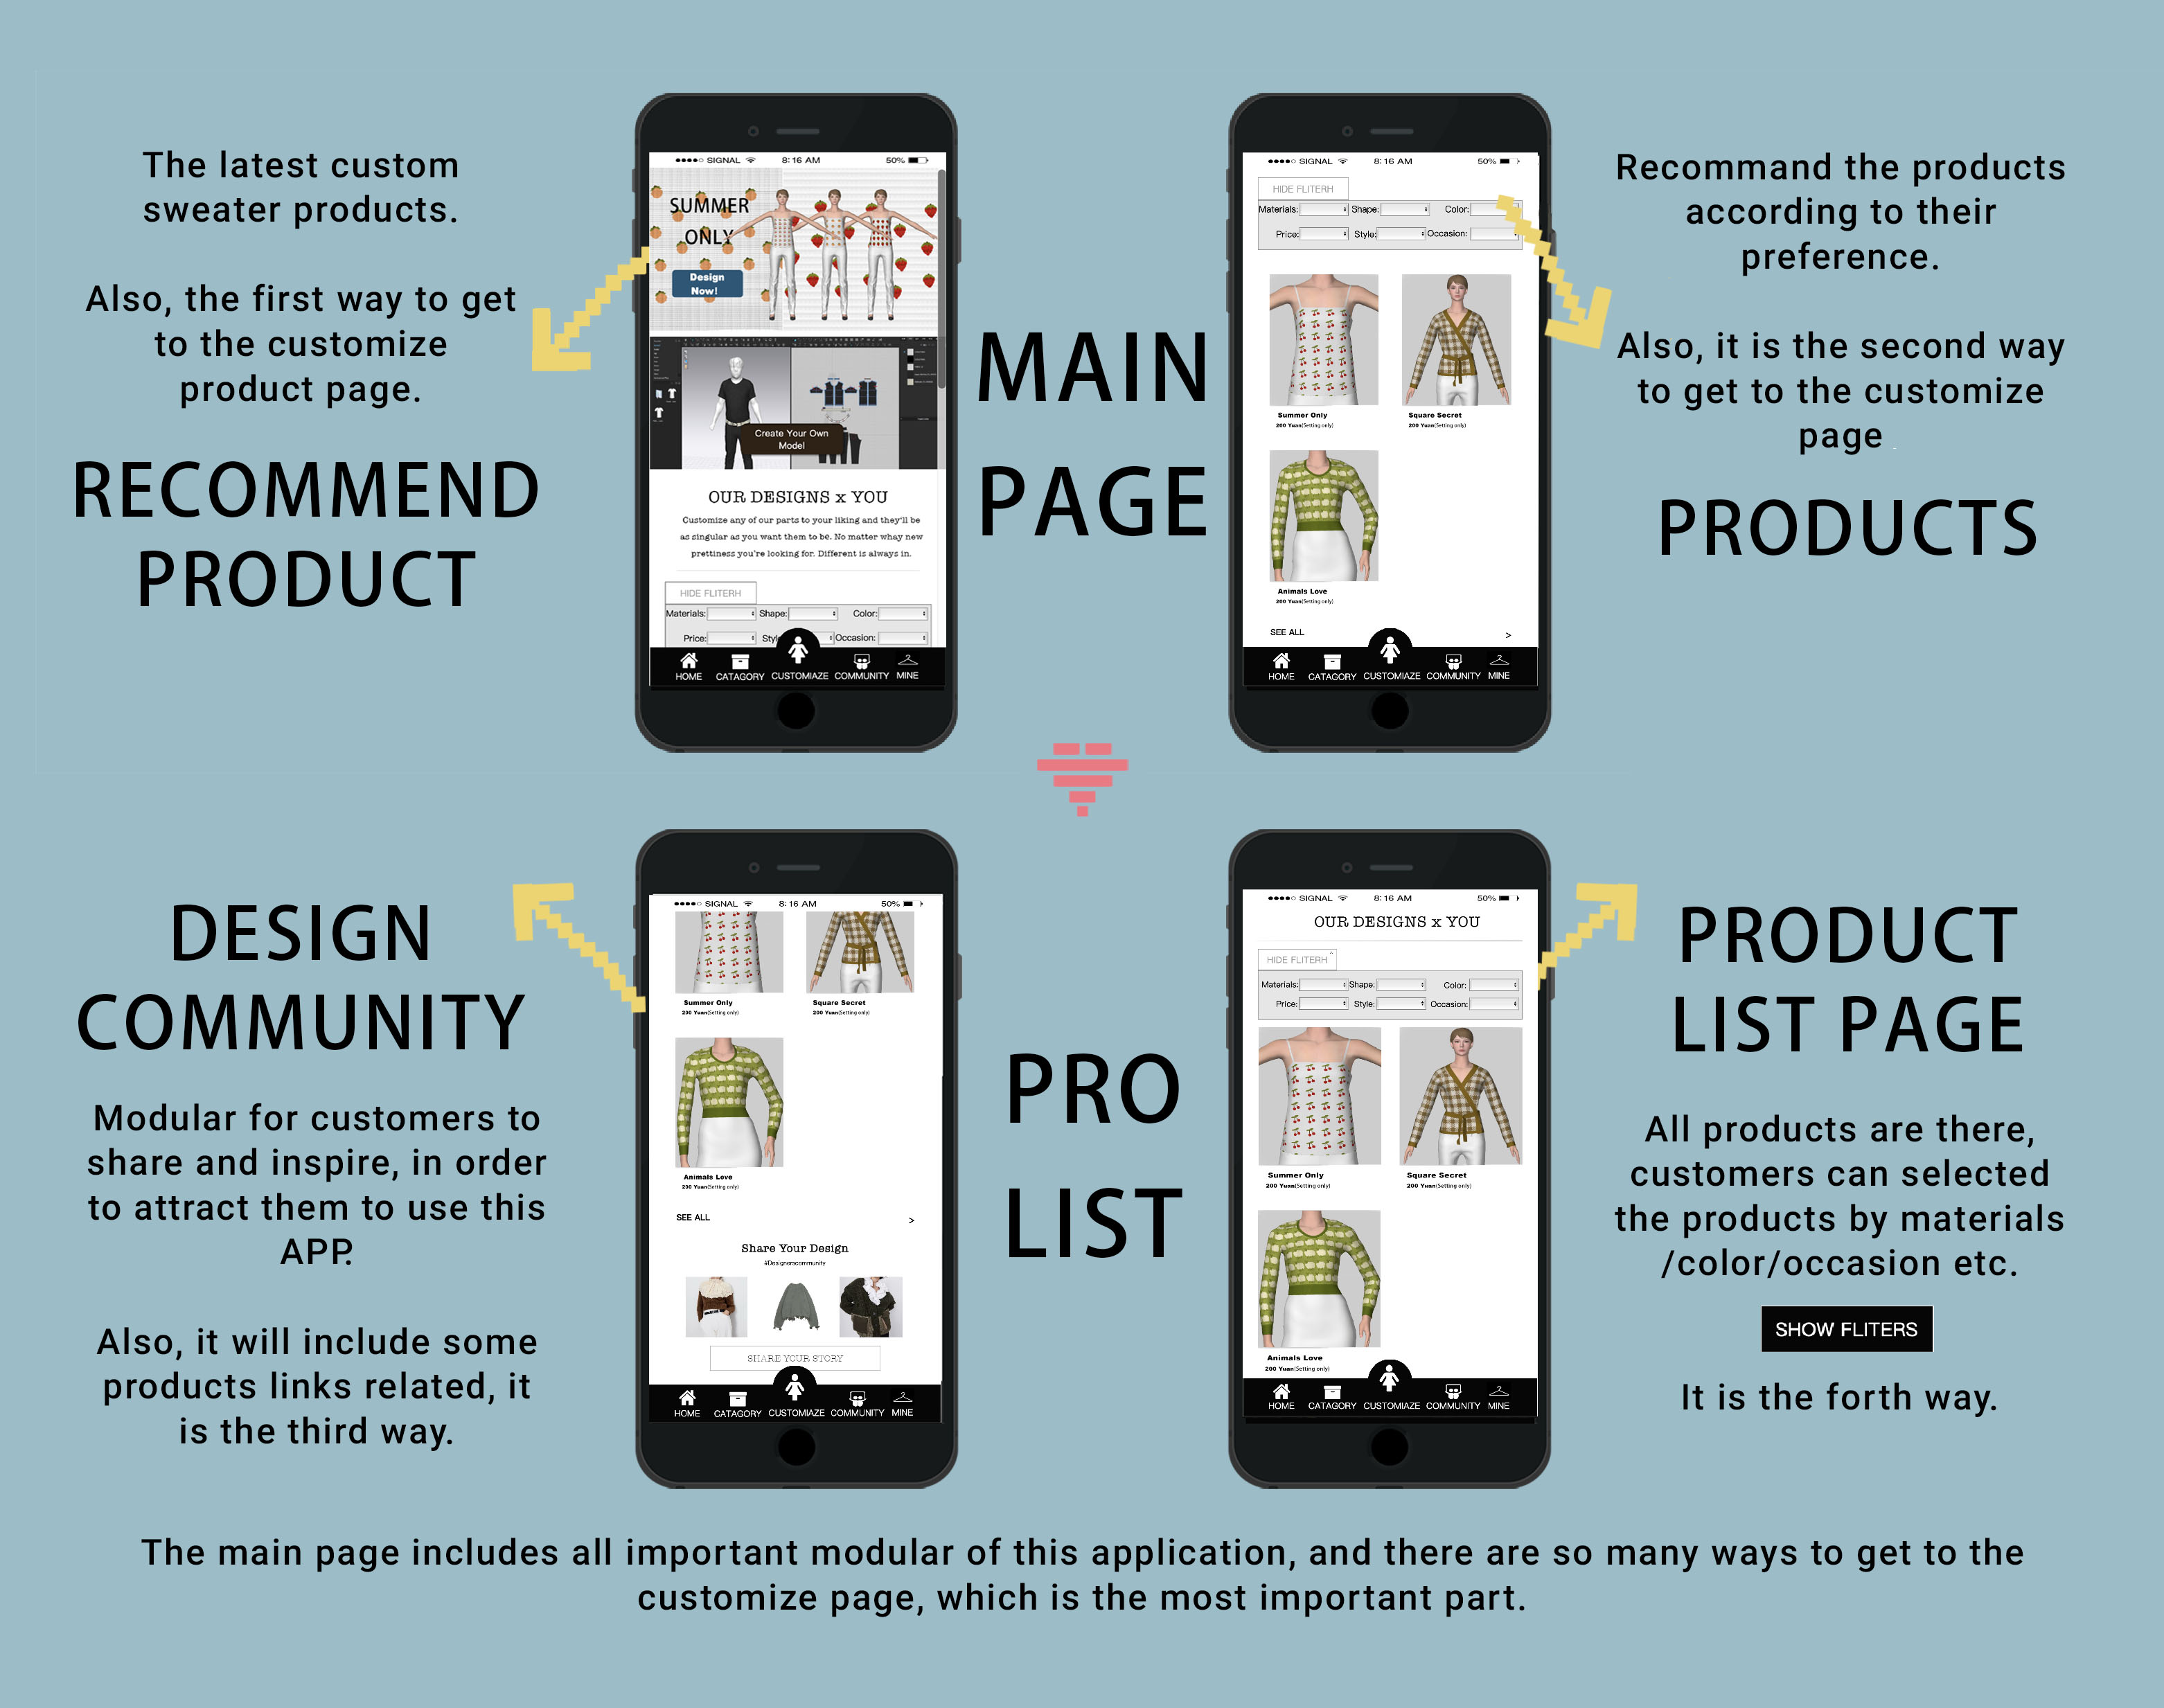 The latest custom
sweater products.
Also, the first way to get
to the customize
product page.
RECOMMEND
PRODUCT
SIGNAL 8:16 AM 50%
SUMMER
ONLY
Design
Now!
Create Your Own
Model
OUR DESIGNS x YOU
Customize any of our parts to your liking and they'll be
as singular as you want them to be. No matter whay new
prettiness you're looking for. Different is always in.
HIDE FLITERH
Materials: Shape: Color:
Price: Style Occasion:
HOME CATAGORY CUSTOMIAZE COMMUNITY MINE
MAIN
PAGE
SIGNAL 8:16 AM 50%
HIDE FLITERH
Materials: Shape: Color:
Price: Style: Occasion:
Summer Only Square Secret
200 Yuan(Setting only) 200 Yuan(Setting only)
Animals Love
200 Yuan(Setting only)
SEE ALL >
HOME CATAGORY CUSTOMIAZE COMMUNITY MINE
Recommand the products
according to their
preference.
Also, it is the second way
to get to the customize
page
PRODUCTS
DESIGN
COMMUNITY
Modular for customers to
share and inspire, in order
to attract them to use this
APP.
Also, it will include some
products links related, it
is the third way.
SIGNAL 8:16 AM 50%
Summer Only Square Secret
200 Yuan(Setting only) 200 Yuan(Setting only)
Animals Love
200 Yuan(Setting only)
SEE ALL >
Share Your Design
#Designerscommunity
SHARE YOUR STORY
HOME CATAGORY CUSTOMIAZE COMMUNITY MINE
PRO
LIST
SIGNAL 8:16 AM 50%
OUR DESIGNS x YOU
HIDE FLITERH ^
Materials: Shape: Color:
Price: Style: Occasion:
Summer Only Square Secret
200 Yuan(Setting only) 200 Yuan(Setting only)
Animals Love
200 Yuan(Setting only)
HOME CATAGORY CUSTOMIAZE COMMUNITY MINE
PRODUCT
LIST PAGE
All products are there,
customers can selected
the products by materials
/color/occasion etc.
SHOW FLITERS
It is the forth way.
The main page includes all important modular of this application, and there are so many ways to get to the
customize page, which is the most important part.